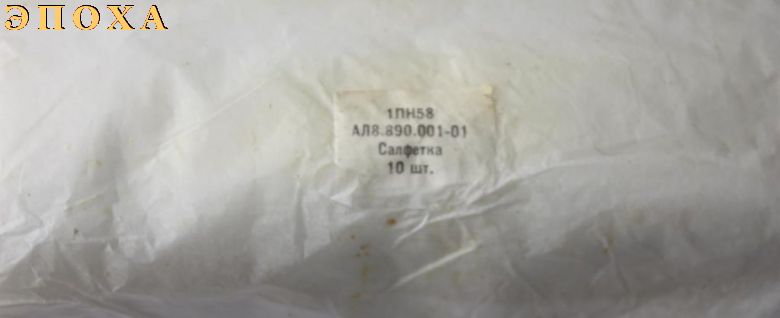 ЭПОХА
1ПН58
АЛ8.890.001-01
Салфетка
10 шт.